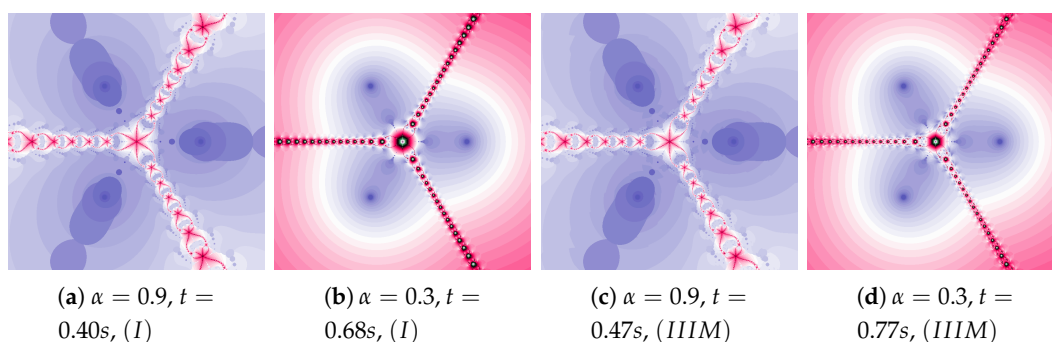 (a) α = 0.9, t =
0.40s, (I)
(b) α = 0.3, t =
0.68s, (I)
(c) α = 0.9, t =
0.47s, (IIIM)
(d) α = 0.3, t =
0.77s, (IIIM)